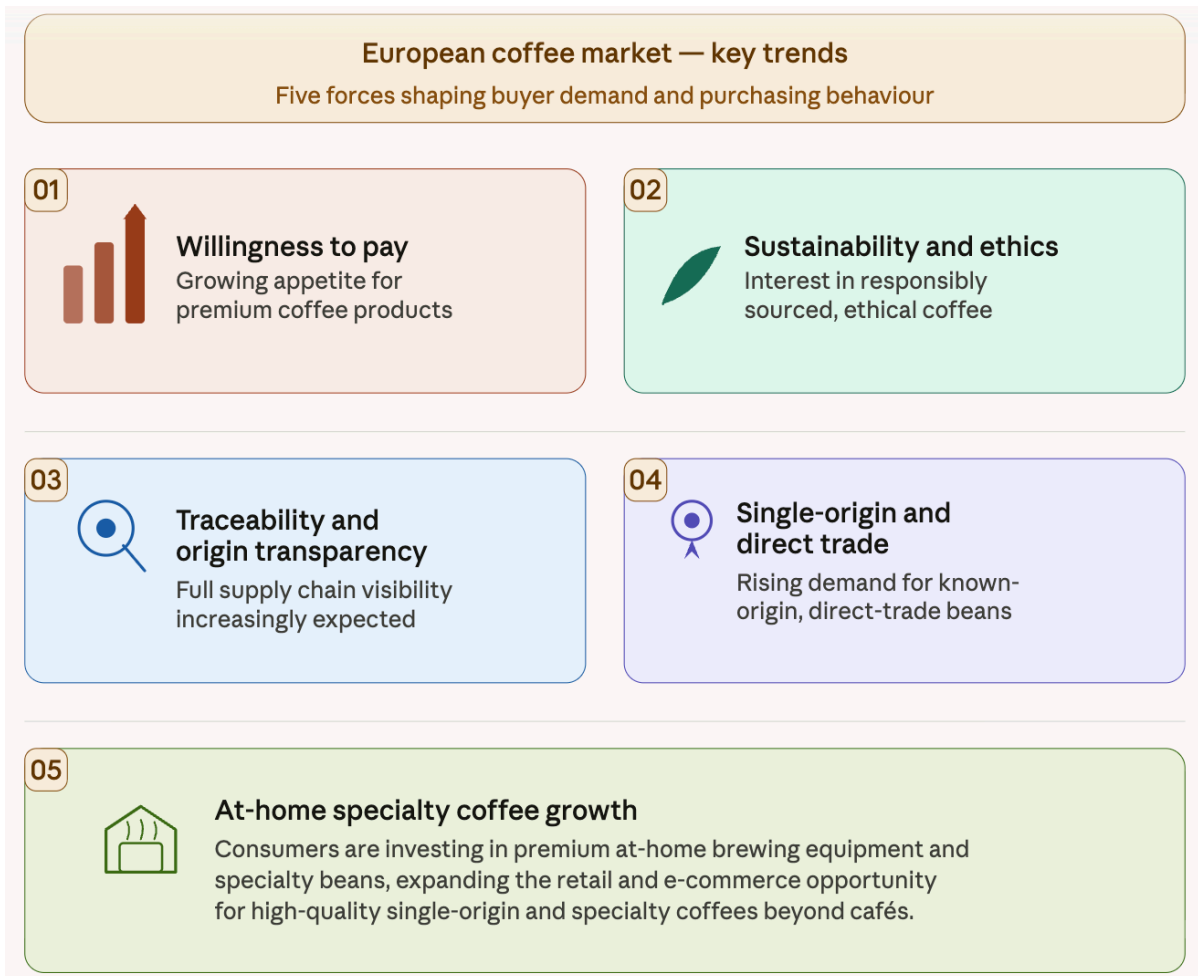 European coffee market — key trends
Five forces shaping buyer demand and purchasing behaviour
01
Willingness to pay
Growing appetite for
premium coffee products
02
Sustainability and ethics
Interest in responsibly
sourced, ethical coffee
03
Traceability and
origin transparency
Full supply chain visibility
increasingly expected
04
Single-origin and
direct trade
Rising demand for known-
origin, direct-trade beans
05
At-home specialty coffee growth
Consumers are investing in premium at-home brewing equipment and
specialty beans, expanding the retail and e-commerce opportunity
for high-quality single-origin and specialty coffees beyond cafés.